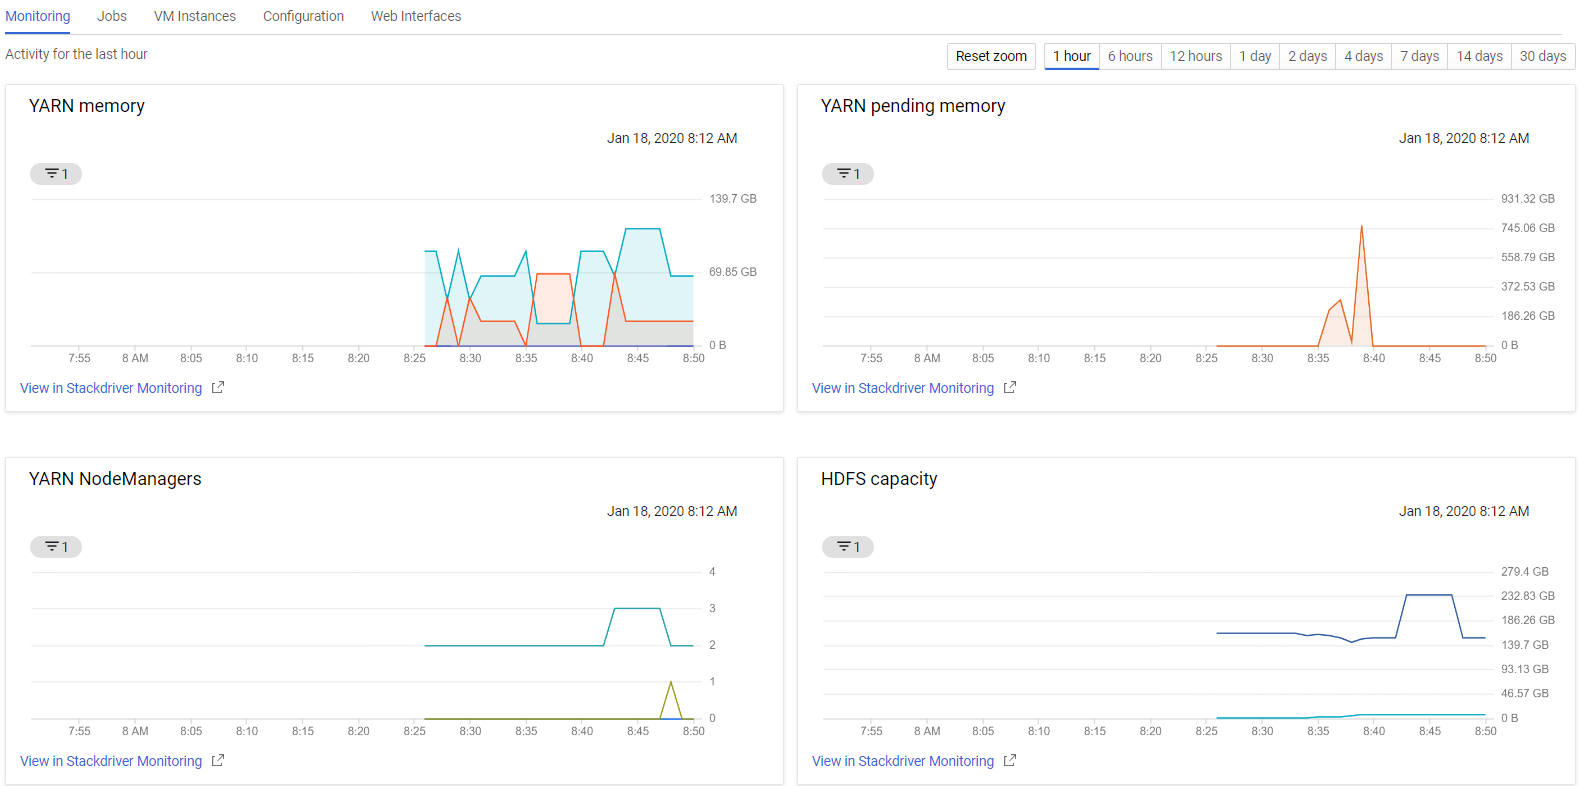 Monitoring Jobs VM Instances Configuration Web Interfaces
Activity for the last hour
Reset zoom 1 hour 6 hours 12 hours 1 day 2 days 4 days 7 days 14 days 30 days
YARN memory
Jan 18, 2020 8:12 AM
1
139.7 GB
69.85 GB
0 B
7:55 8 AM 8:05 8:10 8:15 8:20 8:25 8:30 8:35 8:40 8:45 8:50
View in Stackdriver Monitoring
YARN pending memory
Jan 18, 2020 8:12 AM
1
931.32 GB
745.06 GB
558.79 GB
372.53 GB
186.26 GB
0 B
7:55 8 AM 8:05 8:10 8:15 8:20 8:25 8:30 8:35 8:40 8:45 8:50
View in Stackdriver Monitoring
YARN NodeManagers
Jan 18, 2020 8:12 AM
1
4
3
2
1
0
7:55 8 AM 8:05 8:10 8:15 8:20 8:25 8:30 8:35 8:40 8:45 8:50
View in Stackdriver Monitoring
HDFS capacity
Jan 18, 2020 8:12 AM
1
279.4 GB
232.83 GB
186.26 GB
139.7 GB
93.13 GB
46.57 GB
0 B
7:55 8 AM 8:05 8:10 8:15 8:20 8:25 8:30 8:35 8:40 8:45 8:50
View in Stackdriver Monitoring